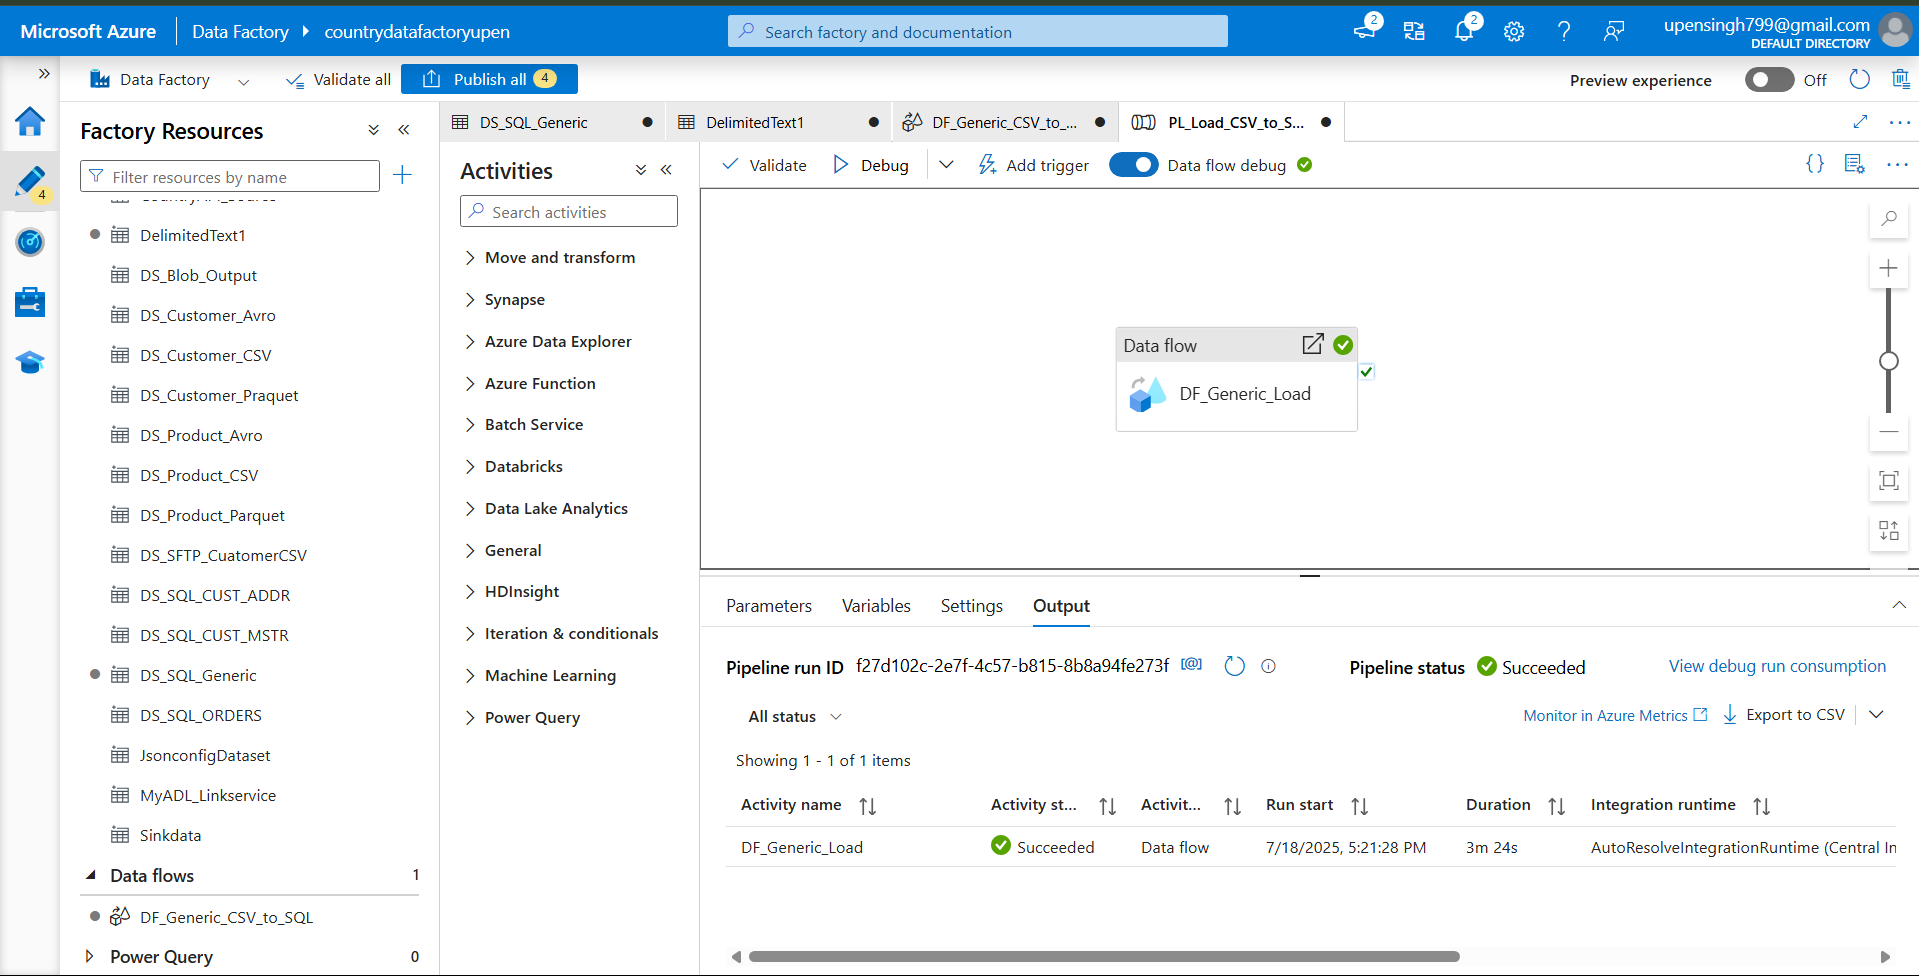 Microsoft Azure
Data Factory
countrydatafactoryupen
Search factory and documentation
2
2
upensingh799@gmail.com
DEFAULT DIRECTORY
Data Factory
Validate all
Publish all
4
Preview experience
Off
4
Factory Resources
Filter resources by name
DelimitedText1
DS_Blob_Output
DS_Customer_Avro
DS_Customer_CSV
DS_Customer_Praquet
DS_Product_Avro
DS_Product_CSV
DS_Product_Parquet
DS_SFTP_CuatomerCSV
DS_SQL_CUST_ADDR
DS_SQL_CUST_MSTR
DS_SQL_Generic
DS_SQL_ORDERS
JsonconfigDataset
MyADL_Linkservice
Sinkdata
Data flows 1
DF_Generic_CSV_to_SQL
Power Query 0
DS_SQL_Generic
DelimitedText1
DF_Generic_CSV_to_...
PL_Load_CSV_to_S...
Activities
Search activities
Move and transform
Synapse
Azure Data Explorer
Azure Function
Batch Service
Databricks
Data Lake Analytics
General
HDInsight
Iteration & conditionals
Machine Learning
Power Query
Validate
Debug
Add trigger
Data flow debug
Data flow
DF_Generic_Load
Parameters
Variables
Settings
Output
Pipeline run ID f27d102c-2e7f-4c57-b815-8b8a94fe273f
Pipeline status Succeeded
View debug run consumption
All status
Monitor in Azure Metrics
Export to CSV
Showing 1 - 1 of 1 items
Activity name Activity st... Activit... Run start Duration Integration runtime
DF_Generic_Load Succeeded Data flow 7/18/2025, 5:21:28 PM 3m 24s AutoResolveIntegrationRuntime (Central In